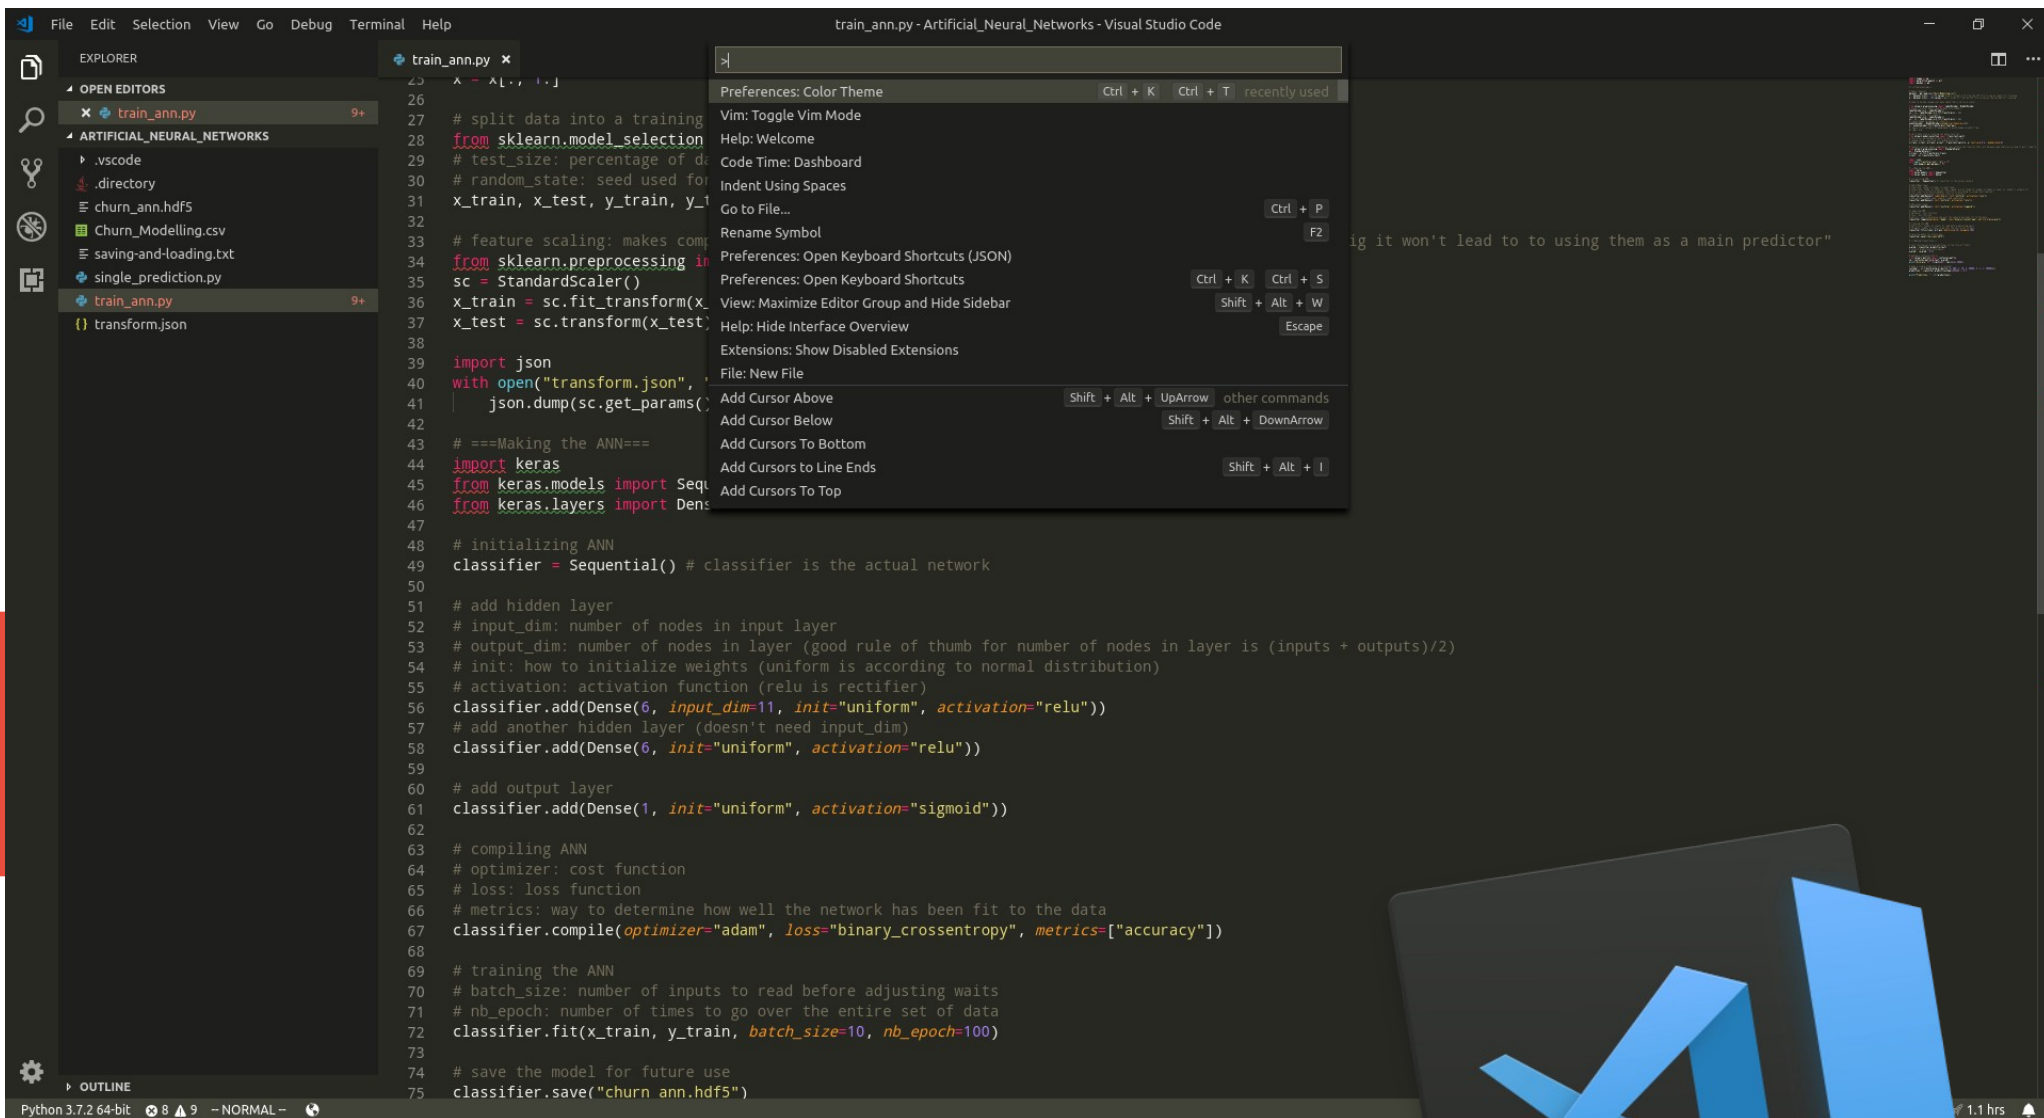 File Edit Selection View Go Debug Terminal Help
train_ann.py - Artificial_Neural_Networks - Visual Studio Code
EXPLORER
OPEN EDITORS
train_ann.py 9+
ARTIFICIAL_NEURAL_NETWORKS
.vscode
.directory
churn_ann.hdf5
Churn_Modelling.csv
saving-and-loading.txt
single_prediction.py
train_ann.py 9+
{} transform.json
OUTLINE
train_ann.py ×
>
Preferences: Color Theme Ctrl + K Ctrl + T recently used
Vim: Toggle Vim Mode
Help: Welcome
Code Time: Dashboard
Indent Using Spaces
Go to File... Ctrl + P
Rename Symbol F2
Preferences: Open Keyboard Shortcuts (JSON)
Preferences: Open Keyboard Shortcuts Ctrl + K Ctrl + S
View: Maximize Editor Group and Hide Sidebar Shift + Alt + W
Help: Hide Interface Overview Escape
Extensions: Show Disabled Extensions
File: New File
Add Cursor Above Shift + Alt + UpArrow other commands
Add Cursor Below Shift + Alt + DownArrow
Add Cursors To Bottom
Add Cursors to Line Ends Shift + Alt + I
Add Cursors To Top
25 x = x[:, 1:]
26
27 # split data into a training
28 from sklearn.model_selection
29 # test_size: percentage of
30 # random_state: seed used for
31 x_train, x_test, y_train,
32
33 # feature scaling: makes it won't lead to to using them as a main predictor"
34 from sklearn.preprocessing
35 sc = StandardScaler()
36 x_train = sc.fit_transform(x_
37 x_test = sc.transform(x_test)
38
39 import json
40 with open("transform.json",
41 json.dump(sc.get_params()
42
43 # ===Making the ANN===
44 import keras
45 from keras.models import
46 from keras.layers import
47
48 # initializing ANN
49 classifier = Sequential() # classifier is the actual network
50
51 # add hidden layer
52 # input_dim: number of nodes in input layer
53 # output_dim: number of nodes in layer (good rule of thumb for number of nodes in layer is (inputs + outputs)/2)
54 # init: how to initialize weights (uniform is according to normal distribution)
55 # activation: activation function (relu is rectifier)
56 classifier.add(Dense(6, input_dim=11, init="uniform", activation="relu"))
57 # add another hidden layer (doesn't need input_dim)
58 classifier.add(Dense(6, init="uniform", activation="relu"))
59
60 # add output layer
61 classifier.add(Dense(1, init="uniform", activation="sigmoid"))
62
63 # compiling ANN
64 # optimizer: cost function
65 # loss: loss function
66 # metrics: way to determine how well the network has been fit to the data
67 classifier.compile(optimizer="adam", loss="binary_crossentropy", metrics=["accuracy"])
68
69 # training the ANN
70 # batch_size: number of inputs to read before adjusting waits
71 # nb_epoch: number of times to go over the entire set of data
72 classifier.fit(x_train, y_train, batch_size=10, nb_epoch=100)
73
74 # save the model for future use
75 classifier.save("churn_ann.hdf5")
Python 3.7.2 64-bit 8 9 -- NORMAL -- 1.1 hrs